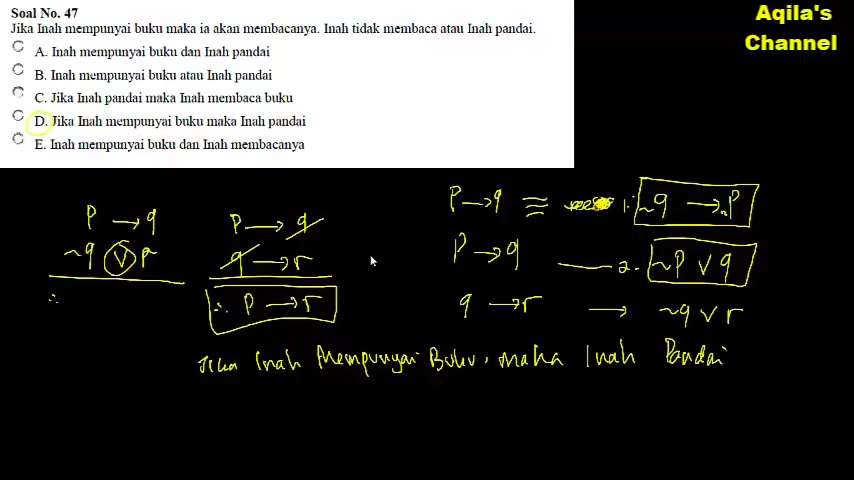 Soal No. 47
Aqila's
Channel
Jika Inah mempunyai buku maka ia akan membacanya. Inah tidak membaca atau Inah pandai.
A. Inah mempunyai buku dan Inah pandai
B. Inah mempunyai buku atau Inah pandai
C. Jika Inah pandai maka Inah membaca buku
D. Jika Inah mempunyai buku maka Inah pandai
E. Inah mempunyai buku dan Inah membacanya
P → q
~q ∨ r
∴
P → q
q → r
∴ P → r
P → q ≅ 1. ~q → ~P
P → q — 2. ~P ∨ q
q → r → ~q ∨ r
Jika Inah Mempunyai Buku, maka Inah Pandai